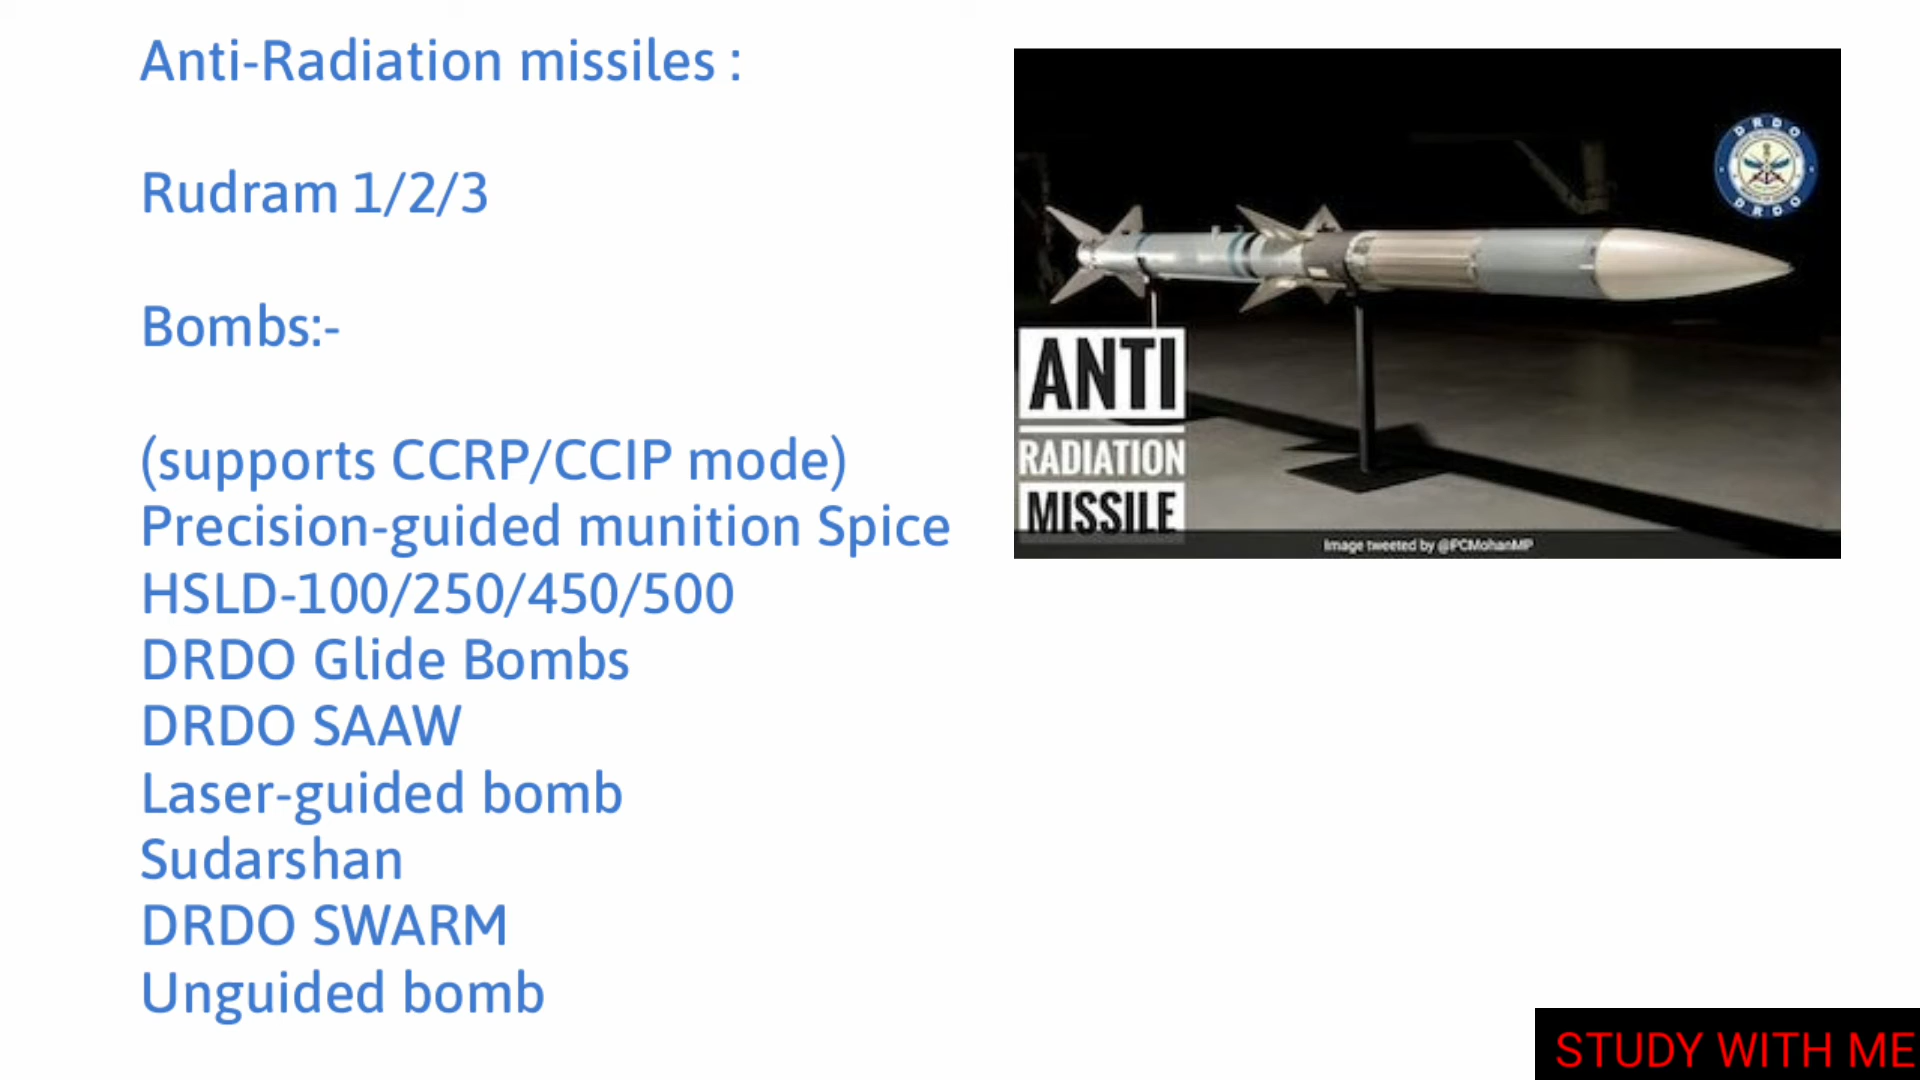 Anti-Radiation missiles :
Rudram 1/2/3
Bombs:-
(supports CCRP/CCIP mode)
Precision-guided munition Spice
HSLD-100/250/450/500
DRDO Glide Bombs
DRDO SAAW
Laser-guided bomb
Sudarshan
DRDO SWARM
Unguided bomb
DRDO
DRDO
ANTI
RADIATION
MISSILE
Image tweeted by @PCMohanMP
STUDY WITH ME